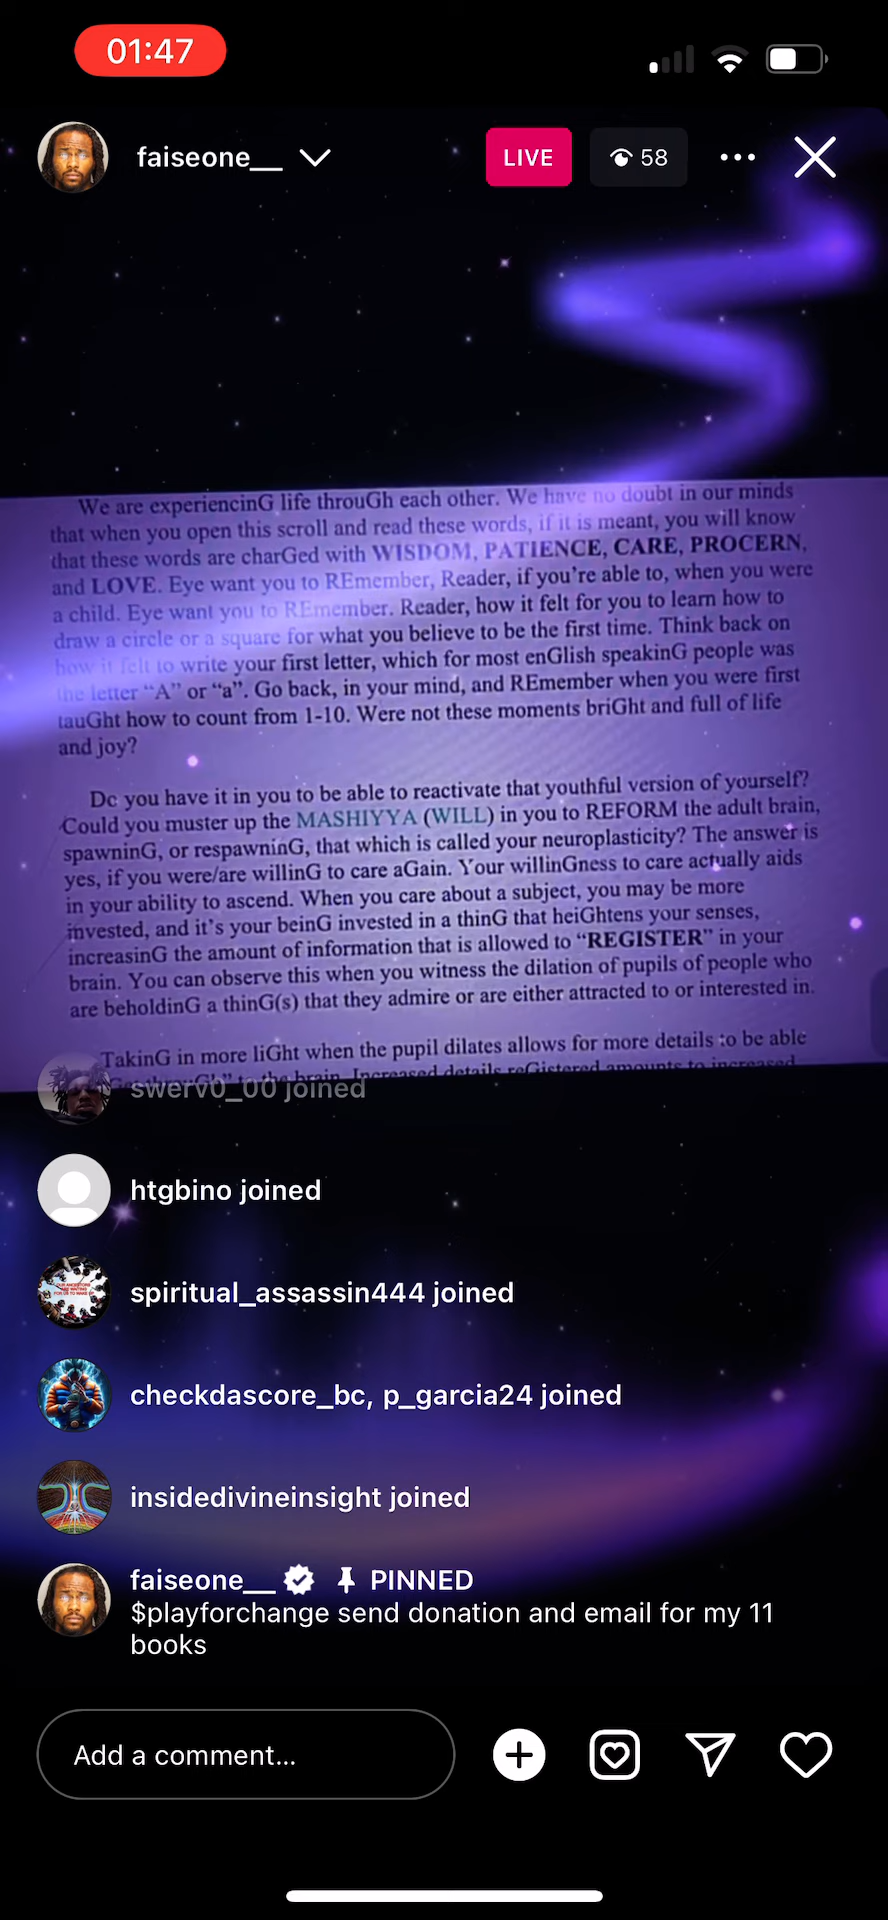 01:47
faiseone__
LIVE
58
We are experiencinG life throuGh each other. We have no doubt in our minds
that when you open this scroll and read these words, if it is meant, you will know
that these words are charGed with WISDOM, PATIENCE, CARE, PROCERN,
and LOVE. Eye want you to REmember, Reader, if you're able to, when you were
a child. Eye want you to REmember. Reader, how it felt for you to learn how to
draw a circle or a square for what you believe to be the first time. Think back on
how it felt to write your first letter, which for most enGlish speakinG people was
the letter “A” or “a”. Go back, in your mind, and REmember when you were first
tauGht how to count from 1-10. Were not these moments briGht and full of life
and joy?
Do you have it in you to be able to reactivate that youthful version of yourself?
Could you muster up the MASHIYYA (WILL) in you to REFORM the adult brain,
spawninG, or respawninG, that which is called your neuroplasticity? The answer is
yes, if you were/are willinG to care aGain. Your willinGness to care actually aids
in your ability to ascend. When you care about a subject, you may be more
invested, and it's your beinG invested in a thinG that heiGhtens your senses,
increasinG the amount of information that is allowed to “REGISTER” in your
brain. You can observe this when you witness the dilation of pupils of people who
are beholdinG a thinG(s) that they admire or are either attracted to or interested in.
TakinG in more liGht when the pupil dilates allows for more details to be able
to the brain. Increased details reGistered amounts to increased
swerv0_00 joined
htgbino joined
spiritual_assassin444 joined
checkdascore_bc, p_garcia24 joined
insidedivineinsight joined
faiseone__ PINNED
$playforchange send donation and email for my 11
books
Add a comment...